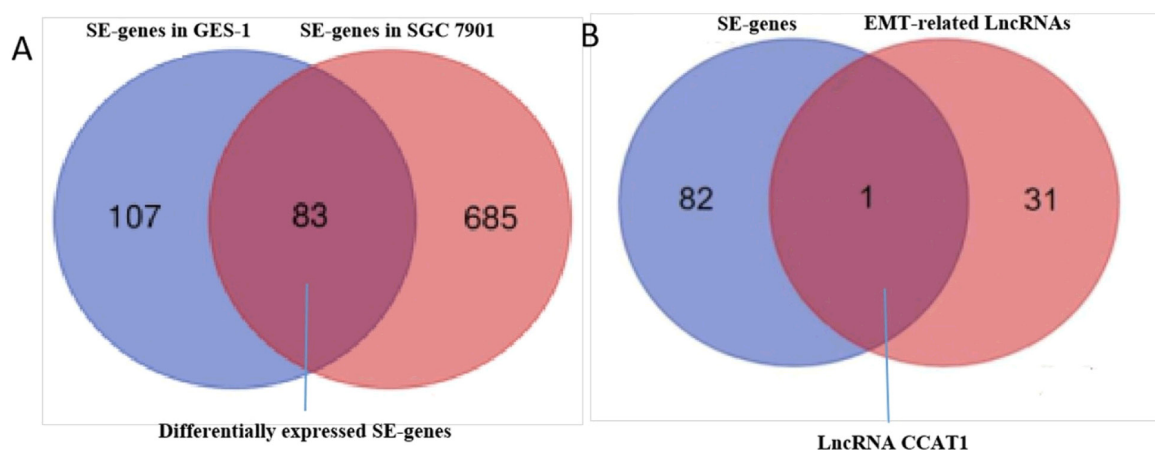 A
SE-genes in GES-1
SE-genes in SGC 7901
107
83
685
Differentially expressed SE-genes
B
SE-genes
EMT-related LncRNAs
82
1
31
LncRNA CCAT1